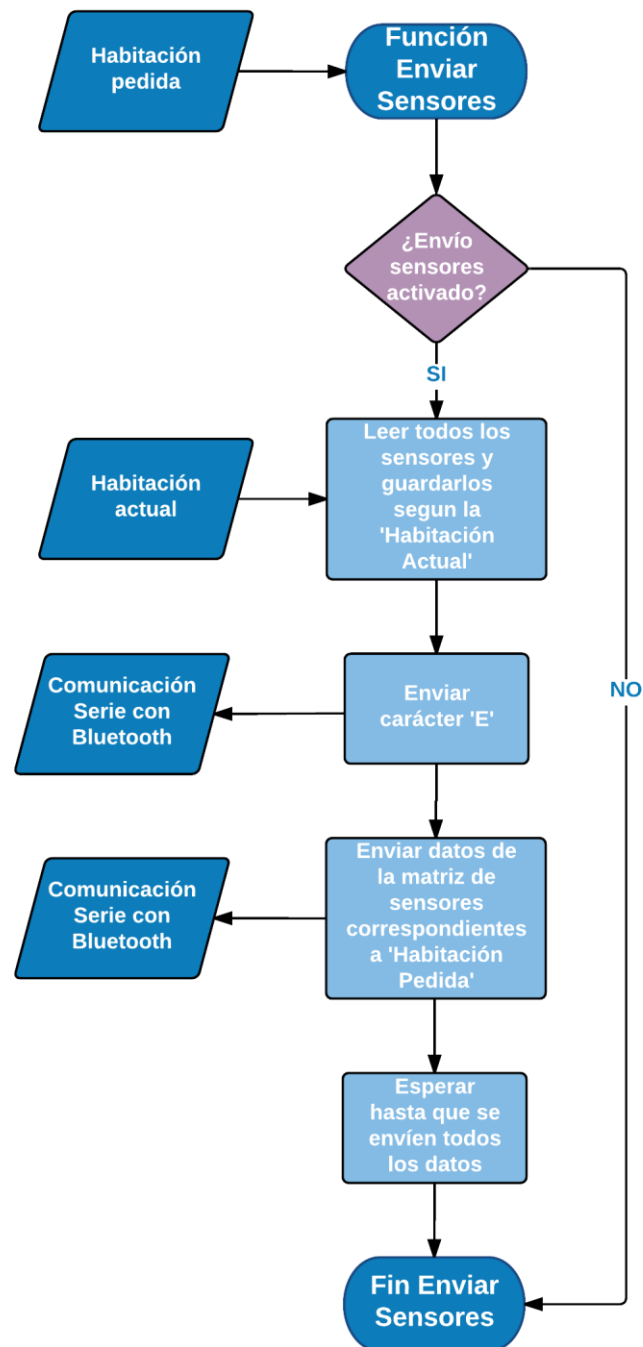 Habitación
pedida
Función
Enviar
Sensores
¿Envío
sensores
activado?
SI
Leer todos los
sensores y
guardarlos
segun la
'Habitación
Actual'
Habitación
actual
Enviar
carácter 'E'
Comunicación
Serie con
Bluetooth
NO
Enviar datos de
la matriz de
sensores
correspondientes
a 'Habitación
Pedida'
Comunicación
Serie con
Bluetooth
Esperar
hasta que se
envíen todos
los datos
Fin Enviar
Sensores